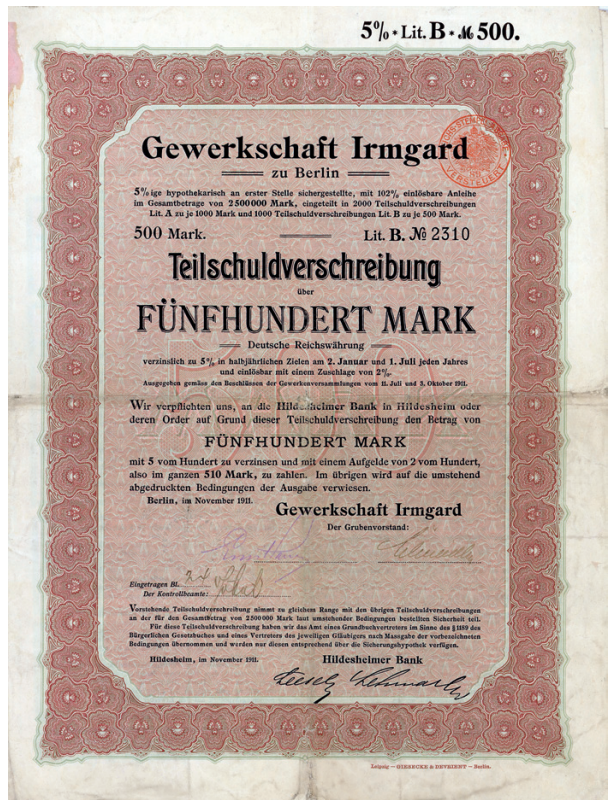 5% * Lit. B * ℳ 500.
Gewerkschaft Irmgard
zu Berlin
5%ige hypothekarisch an erster Stelle sichergestellte, mit 102% einlösbare Anleihe
im Gesamtbetrage von 2500000 Mark, eingeteilt in 2000 Teilschuldverschreibungen
Lit. A zu je 1000 Mark und 1000 Teilschuldverschreibungen Lit. B zu je 500 Mark.
500 Mark. Lit. B. № 2310
Teilschuldverschreibung
über
FÜNFHUNDERT MARK
Deutsche Reichswährung
verzinslich zu 5% in halbjährlichen Zielen am 2. Januar und 1. Juli jeden Jahres
und einlösbar mit einem Zuschlage von 2%.
Ausgegeben gemäss den Beschlüssen der Gewerkenversammlungen vom 11. Juli und 3. Oktober 1911.
Wir verpflichten uns, an die Hildesheimer Bank in Hildesheim oder
deren Order auf Grund dieser Teilschuldverschreibung den Betrag von
FÜNFHUNDERT MARK
mit 5 vom Hundert zu verzinsen und mit einem Aufgelde von 2 vom Hundert,
also im ganzen 510 Mark, zu zahlen. Im übrigen wird auf die umstehend
abgedruckten Bedingungen der Ausgabe verwiesen.
Berlin, im November 1911.
Gewerkschaft Irmgard
Der Grubenvorstand:
Eingetragen Bl. 24
Der Kontrollbeamte:
Vorstehende Teilschuldverschreibung nimmt zu gleichem Range mit den übrigen Teilschuldverschreibungen
an der für den Gesamtbetrag von 2500000 Mark laut umstehender Bedingungen bestellten Sicherheit teil.
Für diese Teilschuldverschreibung haben wir das Amt eines Grundbuchvertreters im Sinne des § 1189 des
Bürgerlichen Gesetzbuches und eines Vertreters des jeweiligen Gläubigers nach Massgabe der vorbezeichneten
Bedingungen übernommen und werden nur diesen entsprechend über die Sicherungshypothek verfügen.
Hildesheim, im November 1911. Hildesheimer Bank
Leipzig — GIESECKE & DEVRIENT — Berlin.